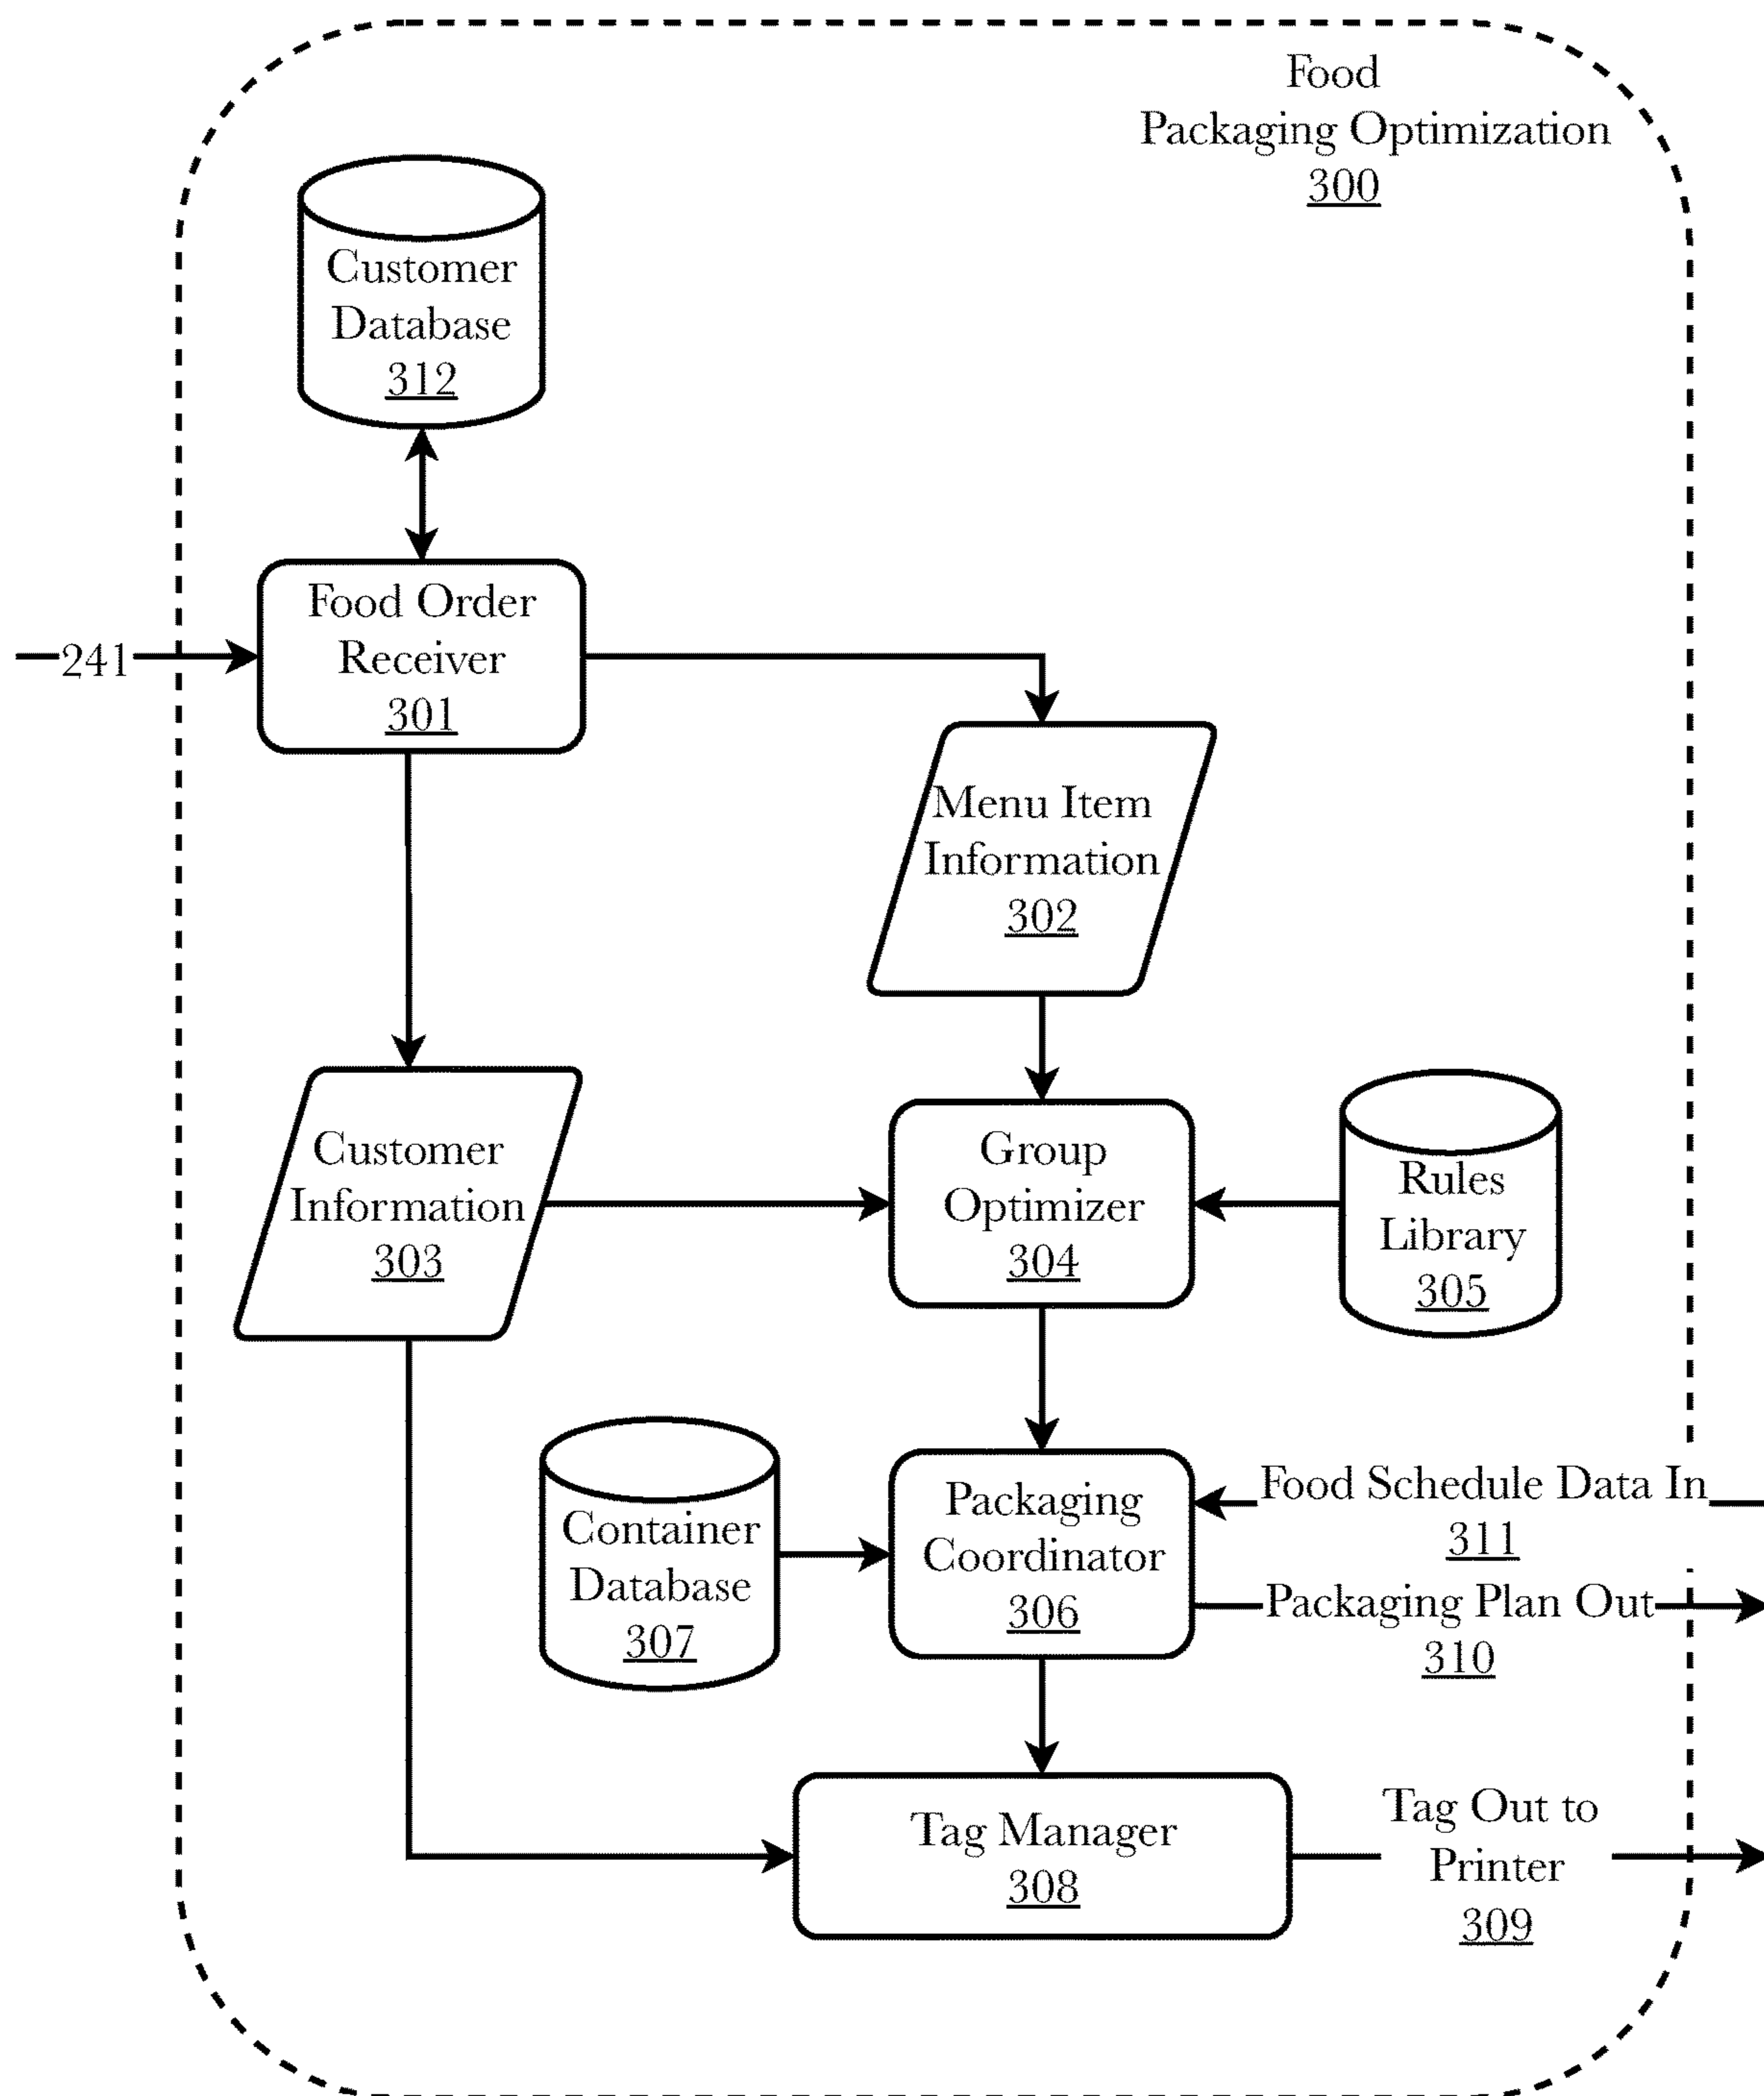 Food
Packaging Optimization
300
Customer
Database
312
Food Order
Receiver
301
241
Menu Item
Information
302
Customer
Information
303
Group
Optimizer
304
Rules
Library
305
Container
Database
307
Packaging
Coordinator
306
Food Schedule Data In
311
Packaging Plan Out
310
Tag Manager
308
Tag Out to
Printer
309